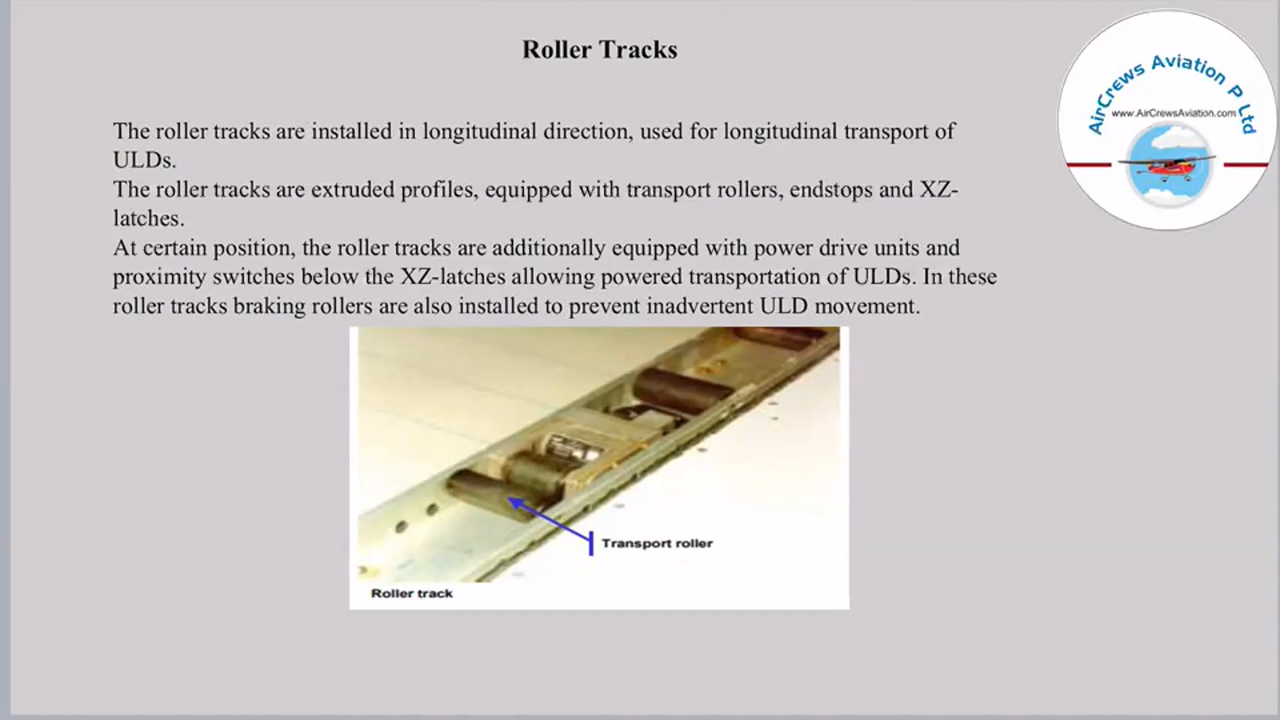 Roller Tracks
AirCrews Aviation P Ltd
www.AirCrewsAviation.com
The roller tracks are installed in longitudinal direction, used for longitudinal transport of
ULDs.
The roller tracks are extruded profiles, equipped with transport rollers, endstops and XZ-
latches.
At certain position, the roller tracks are additionally equipped with power drive units and
proximity switches below the XZ-latches allowing powered transportation of ULDs. In these
roller tracks braking rollers are also installed to prevent inadvertent ULD movement.
Transport roller
Roller track